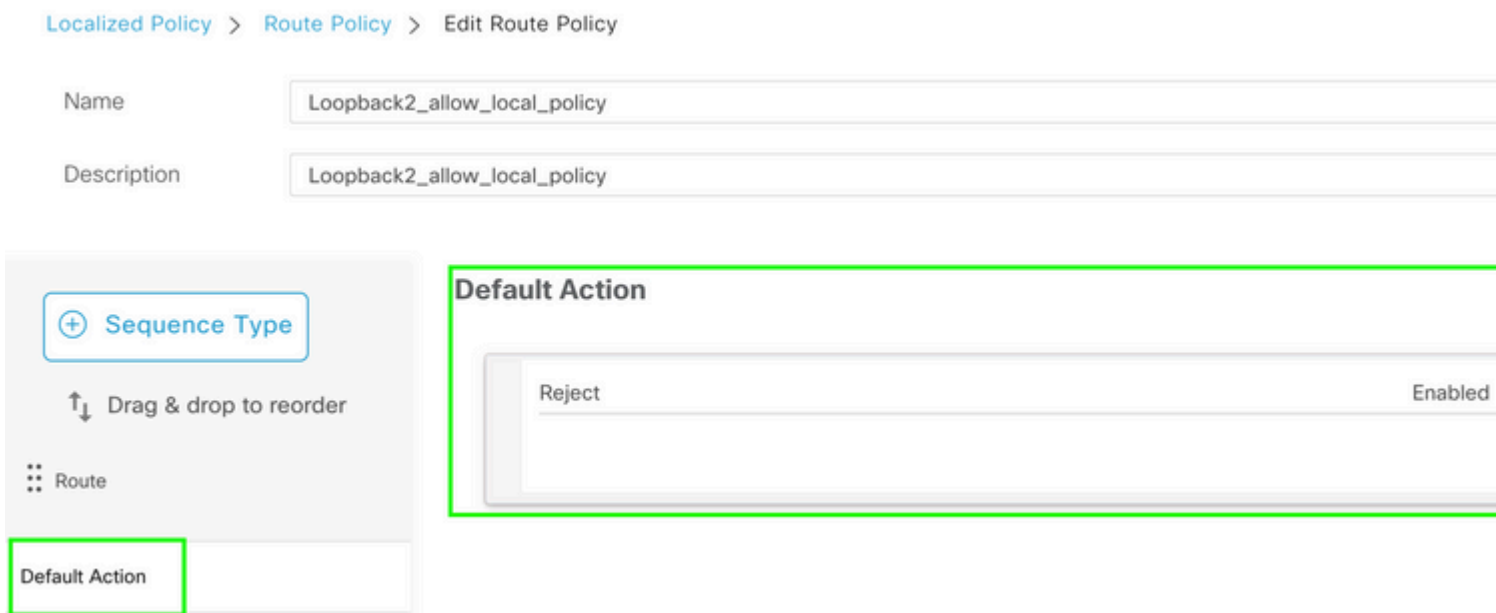 Localized Policy > Route Policy > Edit Route Policy
Name Loopback2_allow_local_policy
Description Loopback2_allow_local_policy
Sequence Type
Drag & drop to reorder
Route
Default Action
Default Action
Reject Enabled